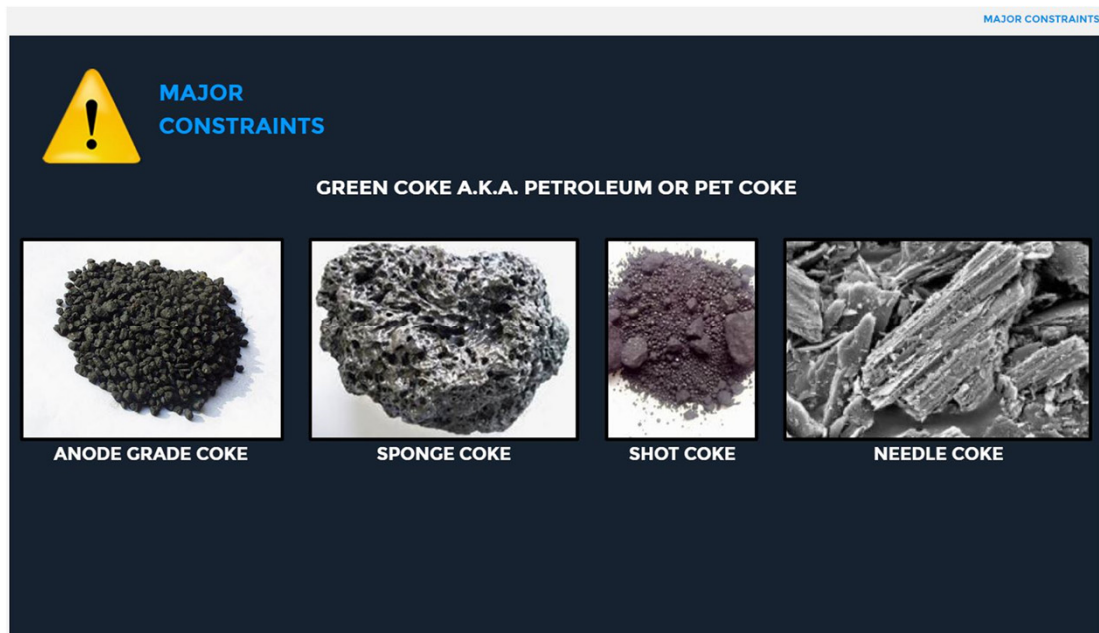 MAJOR CONSTRAINTS
MAJOR
CONSTRAINTS
GREEN COKE A.K.A. PETROLEUM OR PET COKE
ANODE GRADE COKE
SPONGE COKE
SHOT COKE
NEEDLE COKE